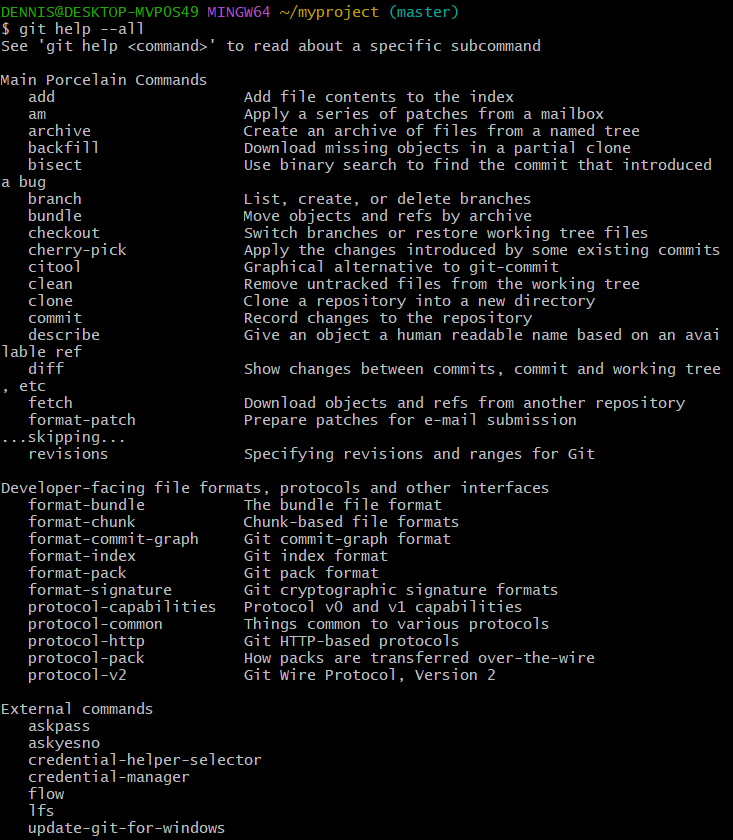 DENNIS@DESKTOP-MVPOS49 MINGW64 ~/myproject (master)
$ git help --all
See 'git help <command>' to read about a specific subcommand

Main Porcelain Commands
   add                     Add file contents to the index
   am                      Apply a series of patches from a mailbox
   archive                 Create an archive of files from a named tree
   backfill                Download missing objects in a partial clone
   bisect                  Use binary search to find the commit that introduced
a bug
   branch                  List, create, or delete branches
   bundle                  Move objects and refs by archive
   checkout                Switch branches or restore working tree files
   cherry-pick             Apply the changes introduced by some existing commits
   citool                  Graphical alternative to git-commit
   clean                   Remove untracked files from the working tree
   clone                   Clone a repository into a new directory
   commit                  Record changes to the repository
   describe                Give an object a human readable name based on an avai
lable ref
   diff                    Show changes between commits, commit and working tree
, etc
   fetch                   Download objects and refs from another repository
   format-patch            Prepare patches for e-mail submission
...skipping...
   revisions               Specifying revisions and ranges for Git

Developer-facing file formats, protocols and other interfaces
   format-bundle           The bundle file format
   format-chunk            Chunk-based file formats
   format-commit-graph     Git commit-graph format
   format-index            Git index format
   format-pack             Git pack format
   format-signature        Git cryptographic signature formats
   protocol-capabilities   Protocol v0 and v1 capabilities
   protocol-common         Things common to various protocols
   protocol-http           Git HTTP-based protocols
   protocol-pack           How packs are transferred over-the-wire
   protocol-v2             Git Wire Protocol, Version 2

External commands
   askpass
   askyesno
   credential-helper-selector
   credential-manager
   flow
   lfs
   update-git-for-windows